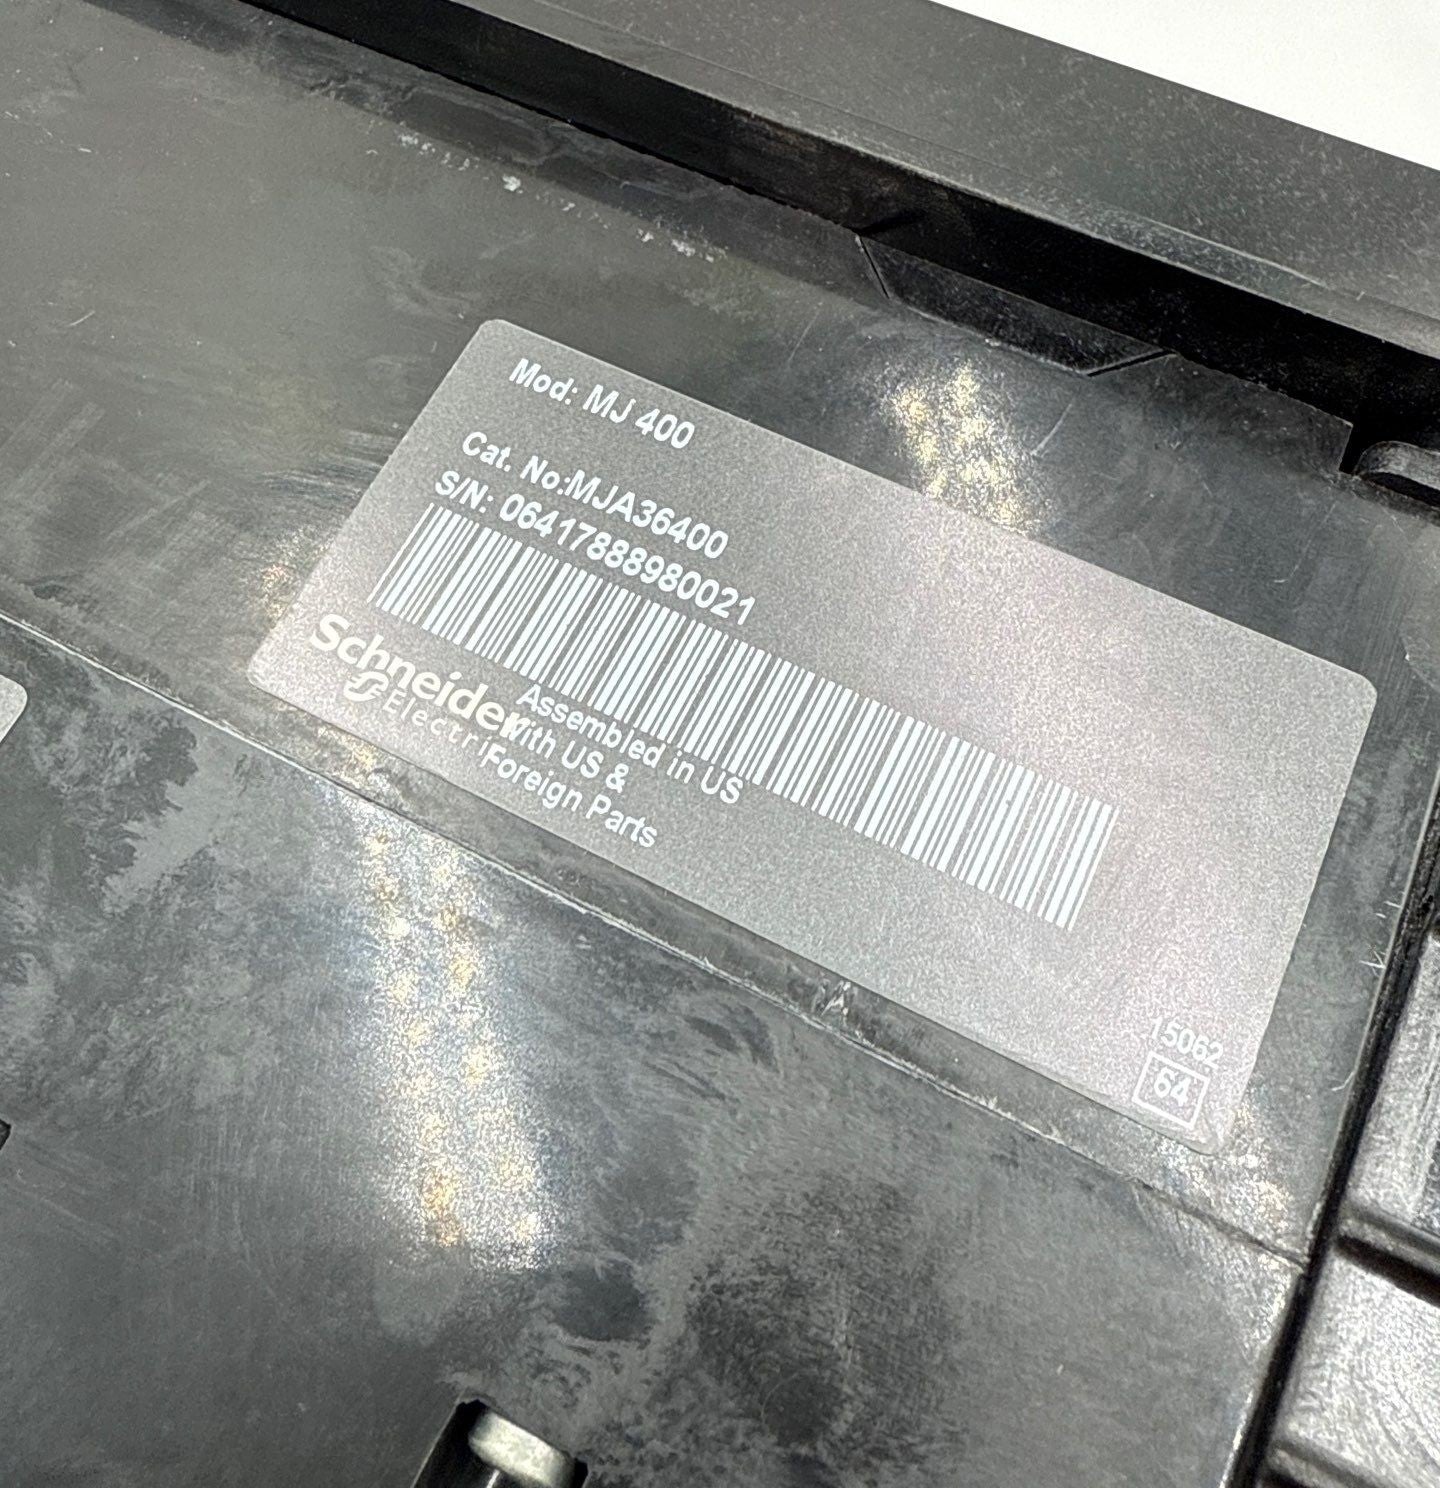 Mod: MJ 400
Cat. No:MJA36400
S/N: 06417888980021
Schneider
Electric
Assembled in US
with US &
Foreign Parts
15062
64